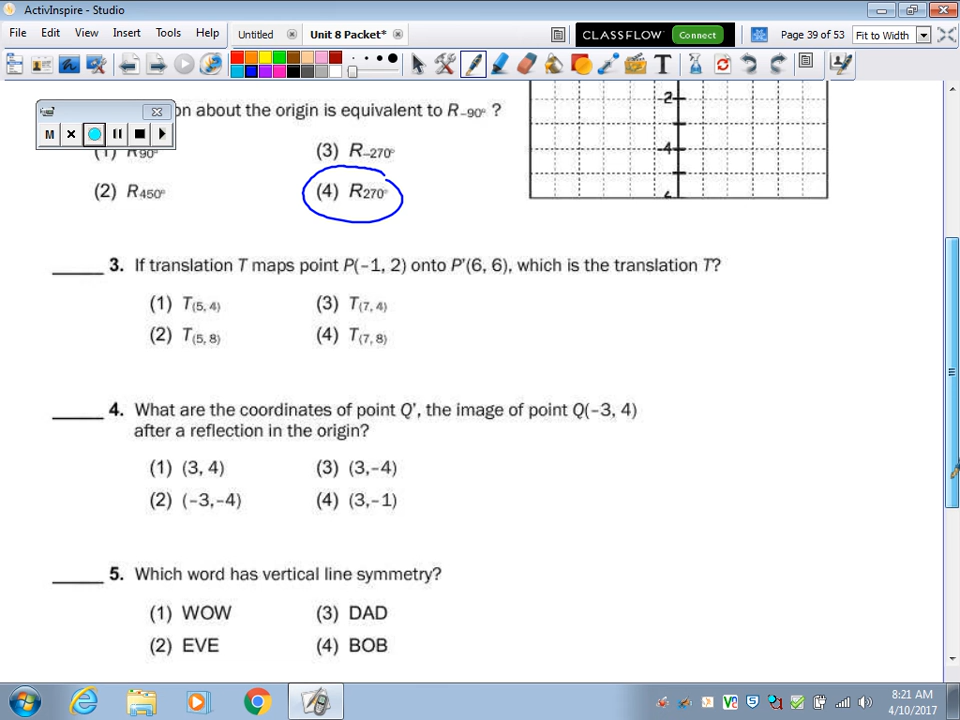 ActivInspire - Studio
File Edit View Insert Tools Help Untitled Unit 8 Packet* CLASSFLOW Connect Page 39 of 53 Fit to Width
M
on about the origin is equivalent to R−90° ?
(1) R90° (3) R−270°
(2) R450° (4) R270°
-2
-4
3. If translation T maps point P(−1, 2) onto P'(6, 6), which is the translation T?
(1) T(5, 4) (3) T(7, 4)
(2) T(5, 8) (4) T(7, 8)
4. What are the coordinates of point Q', the image of point Q(−3, 4)
after a reflection in the origin?
(1) (3, 4) (3) (3,−4)
(2) (−3,−4) (4) (3,−1)
5. Which word has vertical line symmetry?
(1) WOW (3) DAD
(2) EVE (4) BOB
8:21 AM
4/10/2017